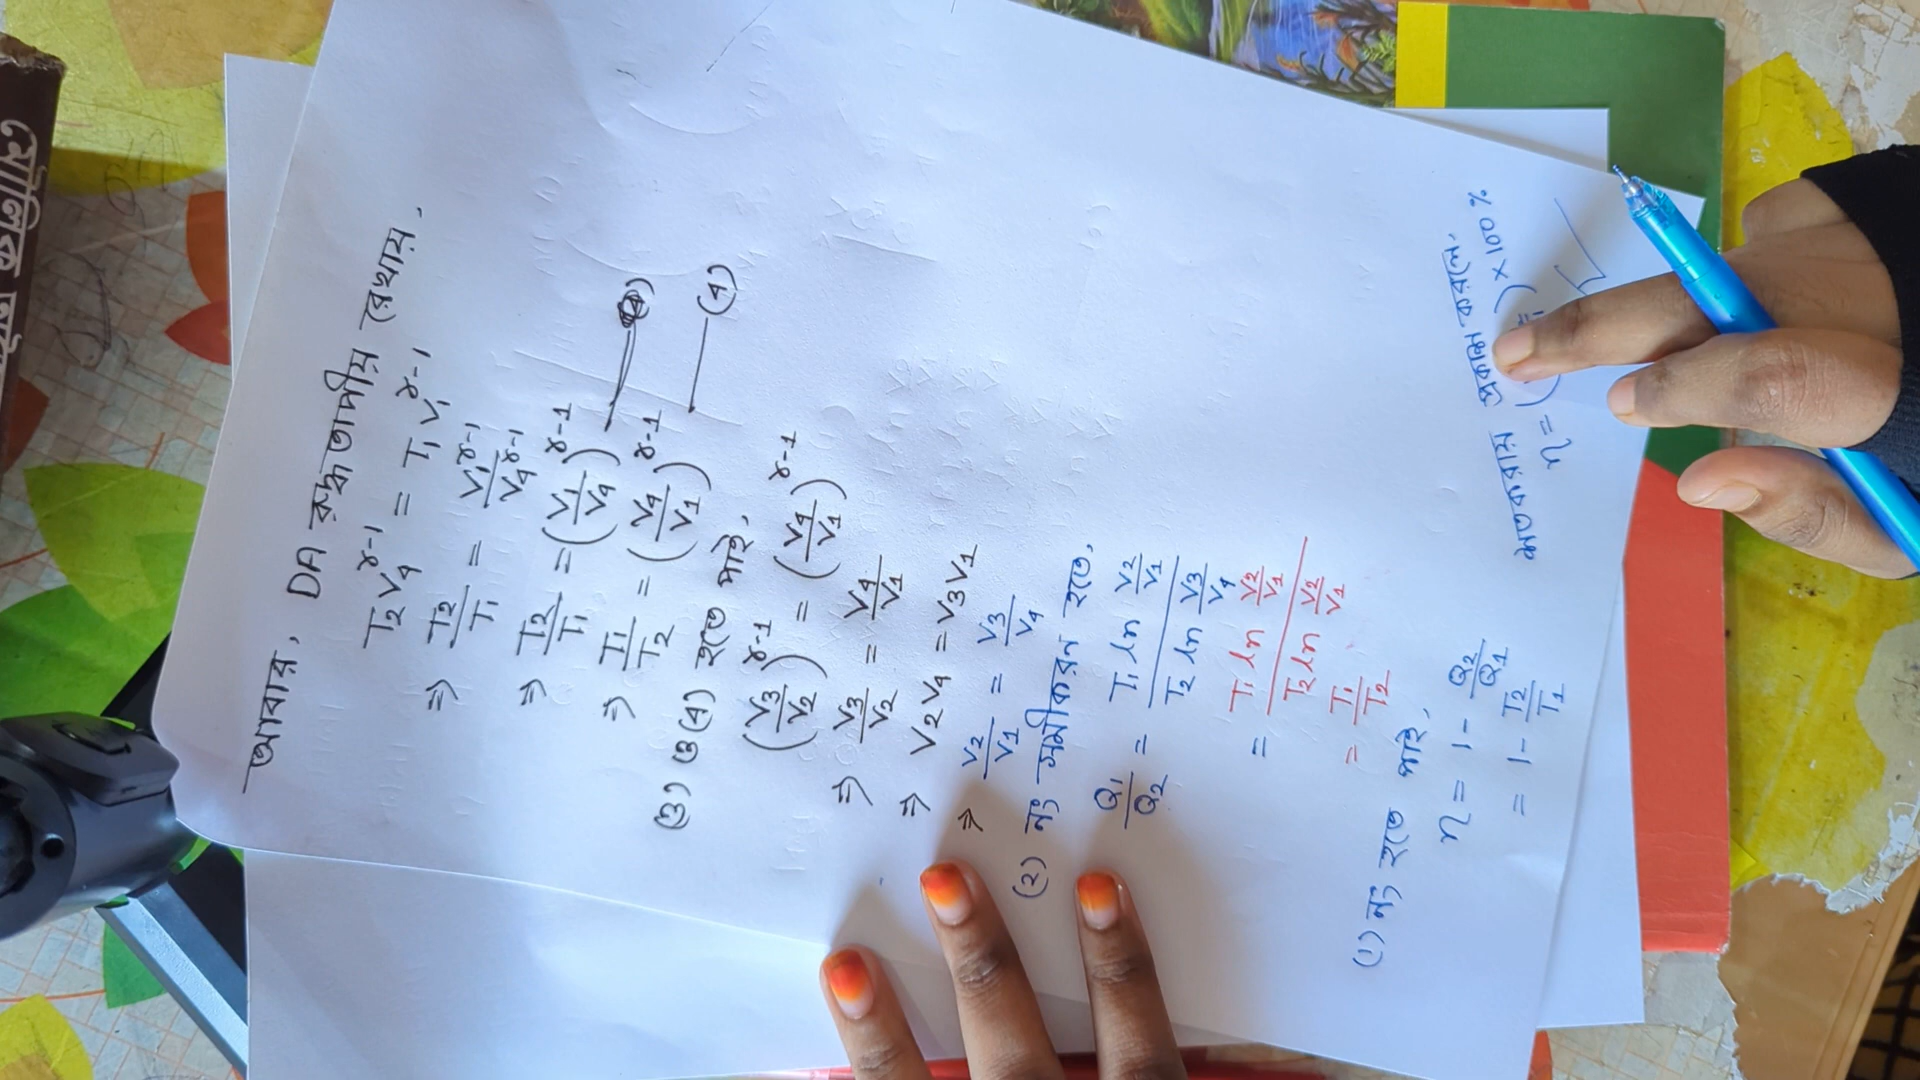 আবার, DA রুদ্ধতাপীয় রেখায়,
T₂V₄^γ-1 = T₁V₁^γ-1
⇒ T₂/T₁ = V₁^γ-1/V₄^γ-1
⇒ T₂/T₁ = (V₁/V₄)^γ-1
⇒ T₁/T₂ = (V₄/V₁)^γ-1 —— (4)
(3) ও (4) হতে পাই,
(V₃/V₂)^γ-1 = (V₄/V₁)^γ-1
⇒ V₃/V₂ = V₄/V₁
⇒ V₂V₄ = V₃V₁
⇒ V₂/V₁ = V₃/V₄
(2) নং সমীকরণ হতে,
Q₁/Q₂ = T₁ ln V₂/V₁ / T₂ ln V₃/V₄
= T₁ ln V₂/V₁ / T₂ ln V₂/V₁
= T₁/T₂
(1) নং হতে পাই,
η = 1 - Q₂/Q₁
= 1 - T₂/T₁
শতকরায় প্রকাশ করলে,
η = ( ) × 100%
মৌলিক